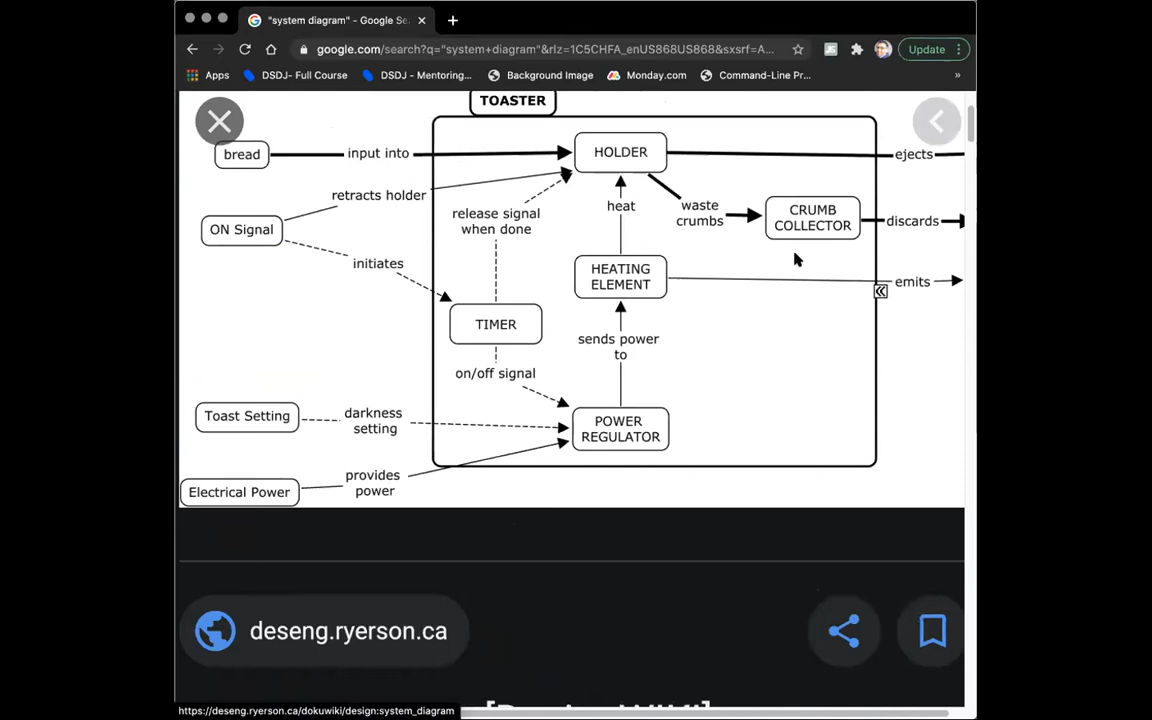 "system diagram" - Google Se
google.com/search?q="system+diagram"&rlz=1C5CHFA_enUS868US868&sxsrf=A...
Update
Apps
DSDJ- Full Course
DSDJ - Mentoring...
Background Image
Monday.com
Command-Line Pr...
»
TOASTER
bread
input into
HOLDER
ejects
retracts holder
release signal
when done
heat
waste
crumbs
CRUMB
COLLECTOR
discards
ON Signal
initiates
HEATING
ELEMENT
emits
TIMER
sends power
to
on/off signal
Toast Setting
darkness
setting
POWER
REGULATOR
provides
power
Electrical Power
deseng.ryerson.ca
https://deseng.ryerson.ca/dokuwiki/design:system_diagram